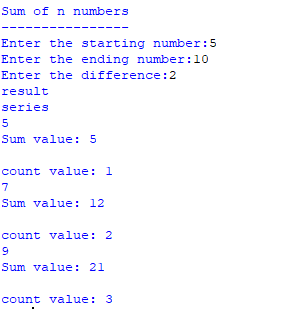 Sum of n numbers
----------------
Enter the starting number:5
Enter the ending number:10
Enter the difference:2
result
series
5
Sum value: 5
count value: 1
7
Sum value: 12
count value: 2
9
Sum value: 21
count value: 3